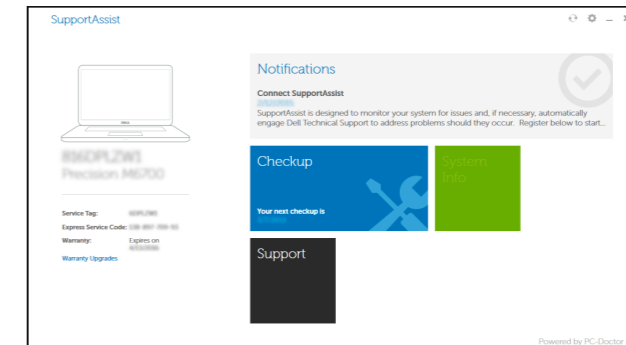 SupportAssist
Notifications
Connect SupportAssist
SupportAssist is designed to monitor your system for issues and, if necessary, automatically
engage Dell Technical Support to address problems should they occur. Register below to start...
DELL
Precision M6700
Checkup
System
Info
Your next checkup is
Service Tag:
Express Service Code:
Warranty: Expires on
Warranty Upgrades
Support
Powered by PC-Doctor